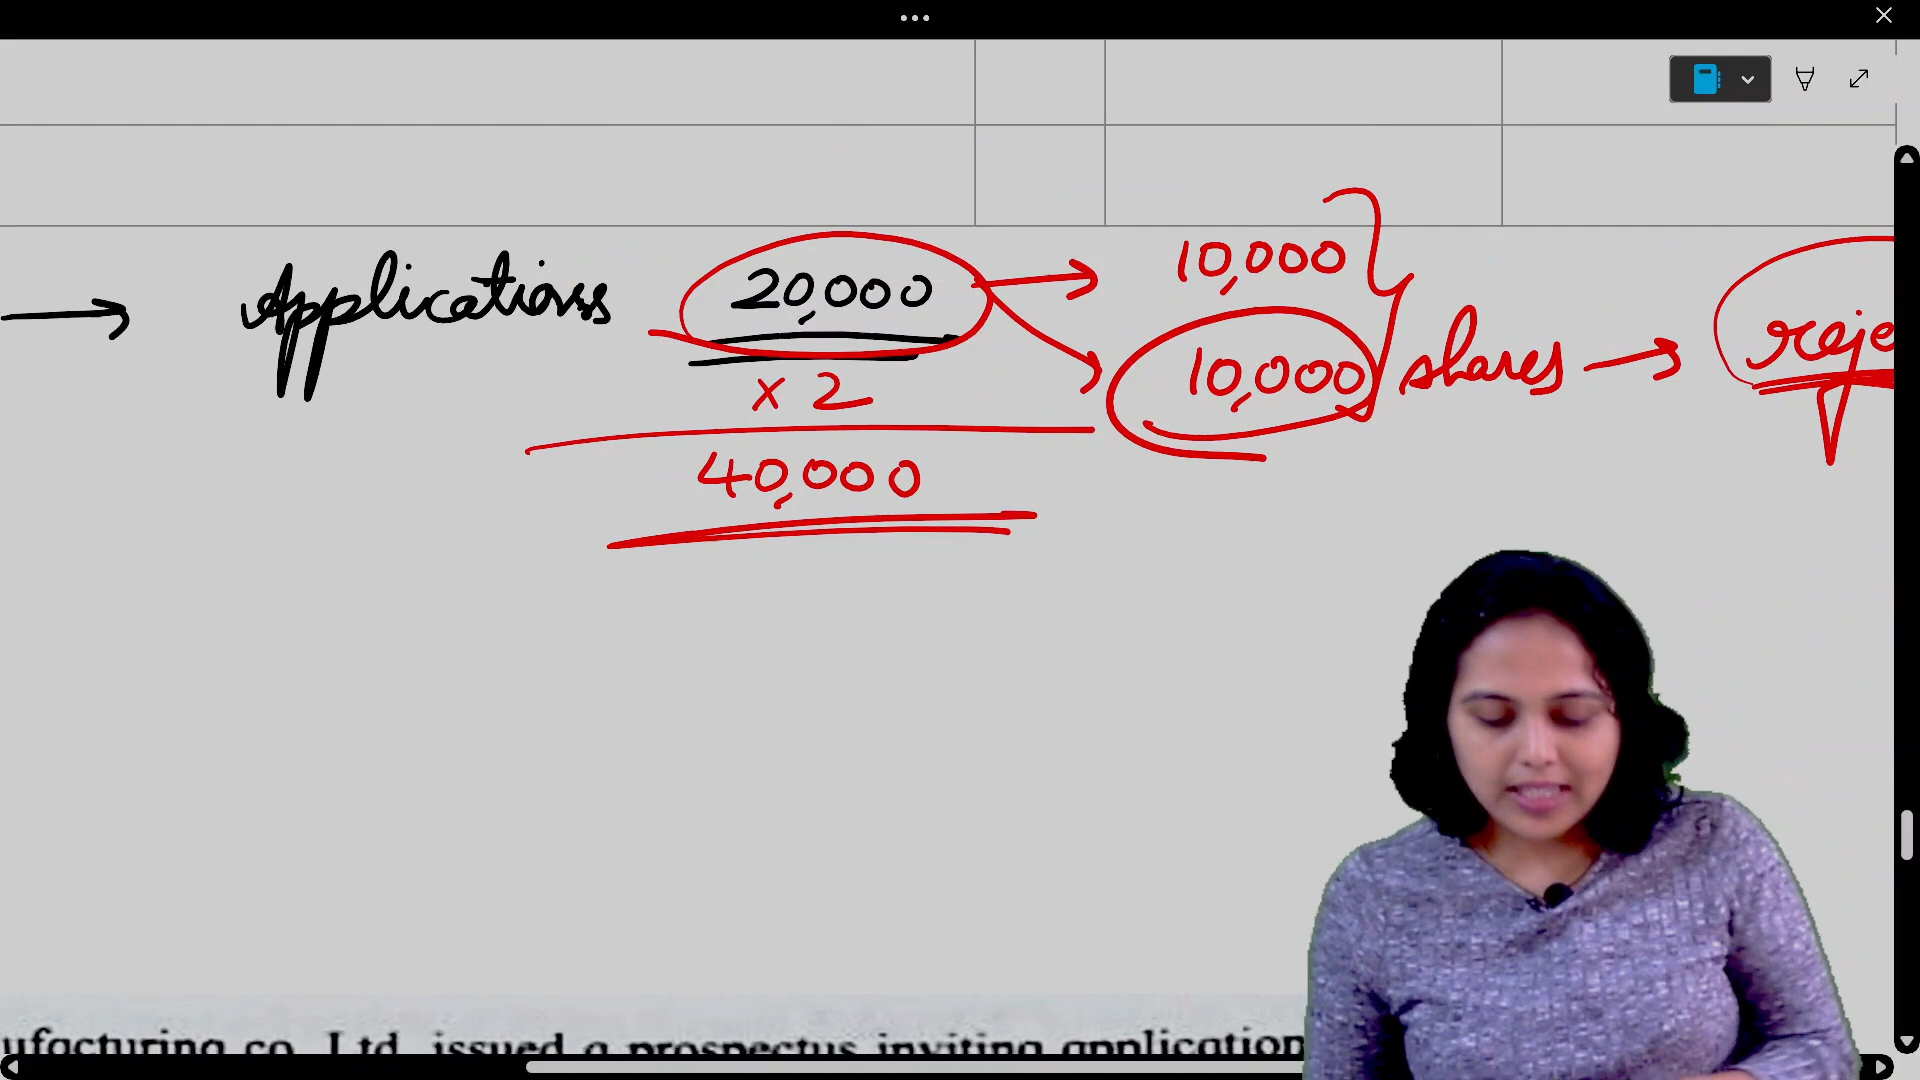 Applications 20,000 → 10,000
10,000 shares → reje
x 2
40,000
ufacturing co. Ltd. issued a prospectus inviting application